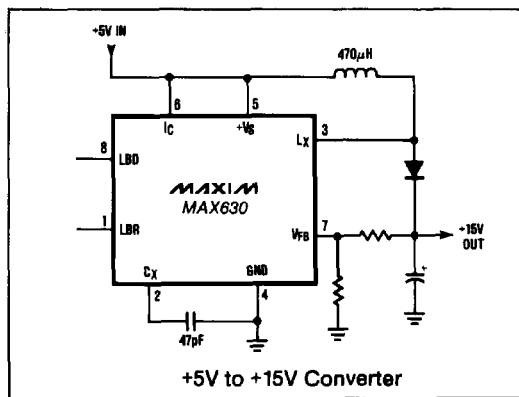 +5V IN
470µH
6
5
IC
+VS
3
LX
8
LBD
MAXIM
MAX630
1
LBR
VFB
7
+15V
OUT
CX
GND
2
4
47pF
+5V to +15V Converter